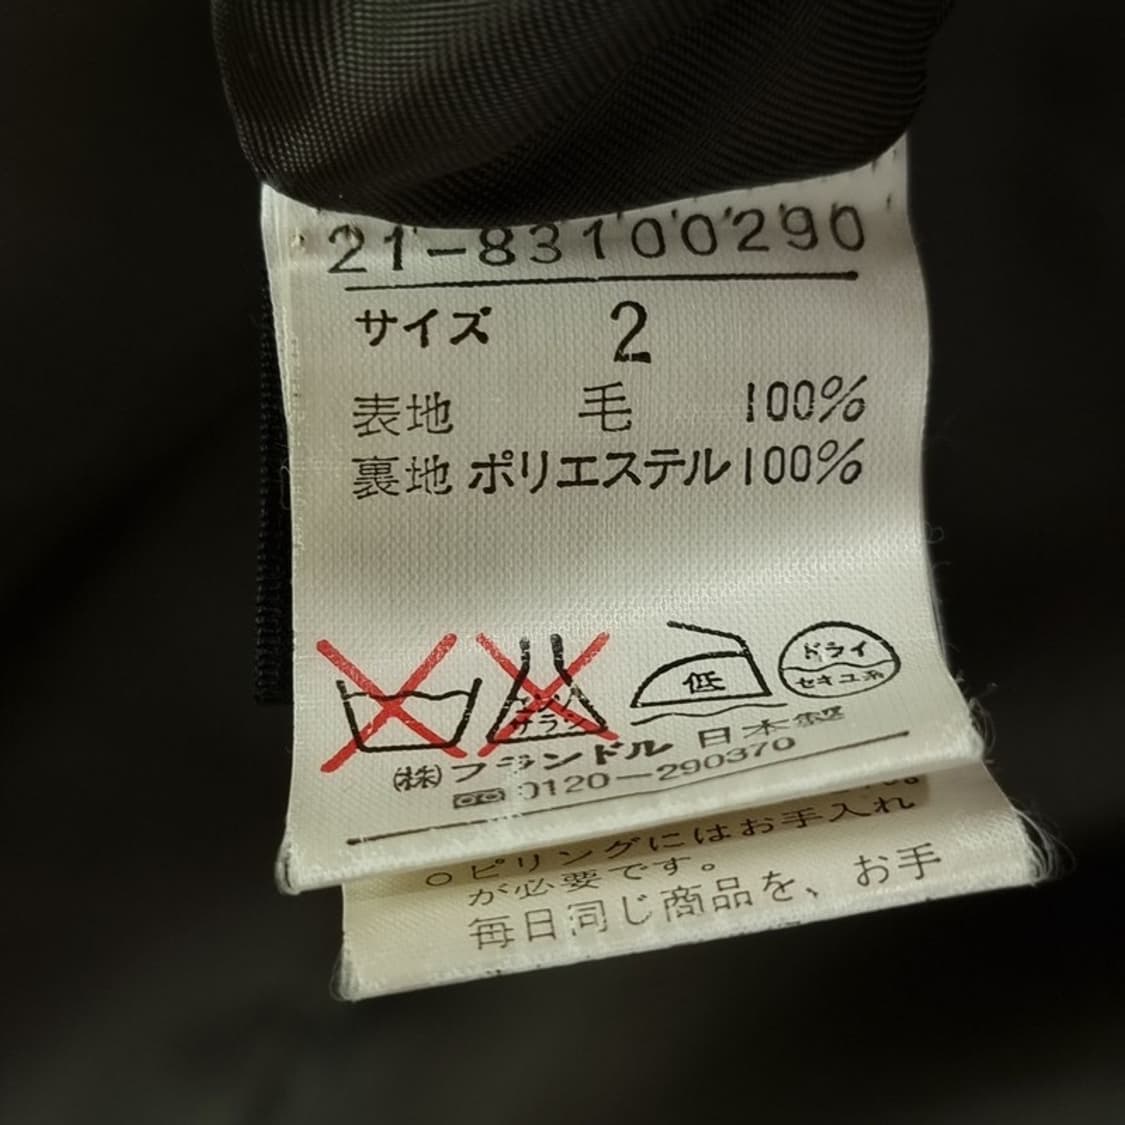 21-83100290
サイズ 2
表地 毛 100%
裏地 ポリエステル 100%
低
ドライ
セキユ系
(株)フランドル 日本製
0120-290370
○ピリングにはお手入れ
が必要です。
毎日同じ商品を、お手